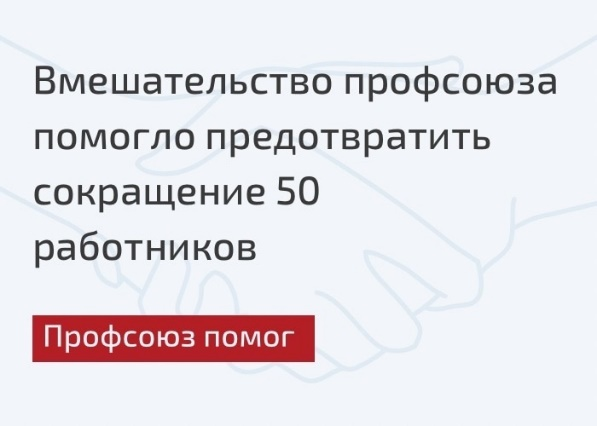 Вмешательство профсоюза
помогло предотвратить
сокращение 50
работников
Профсоюз помог